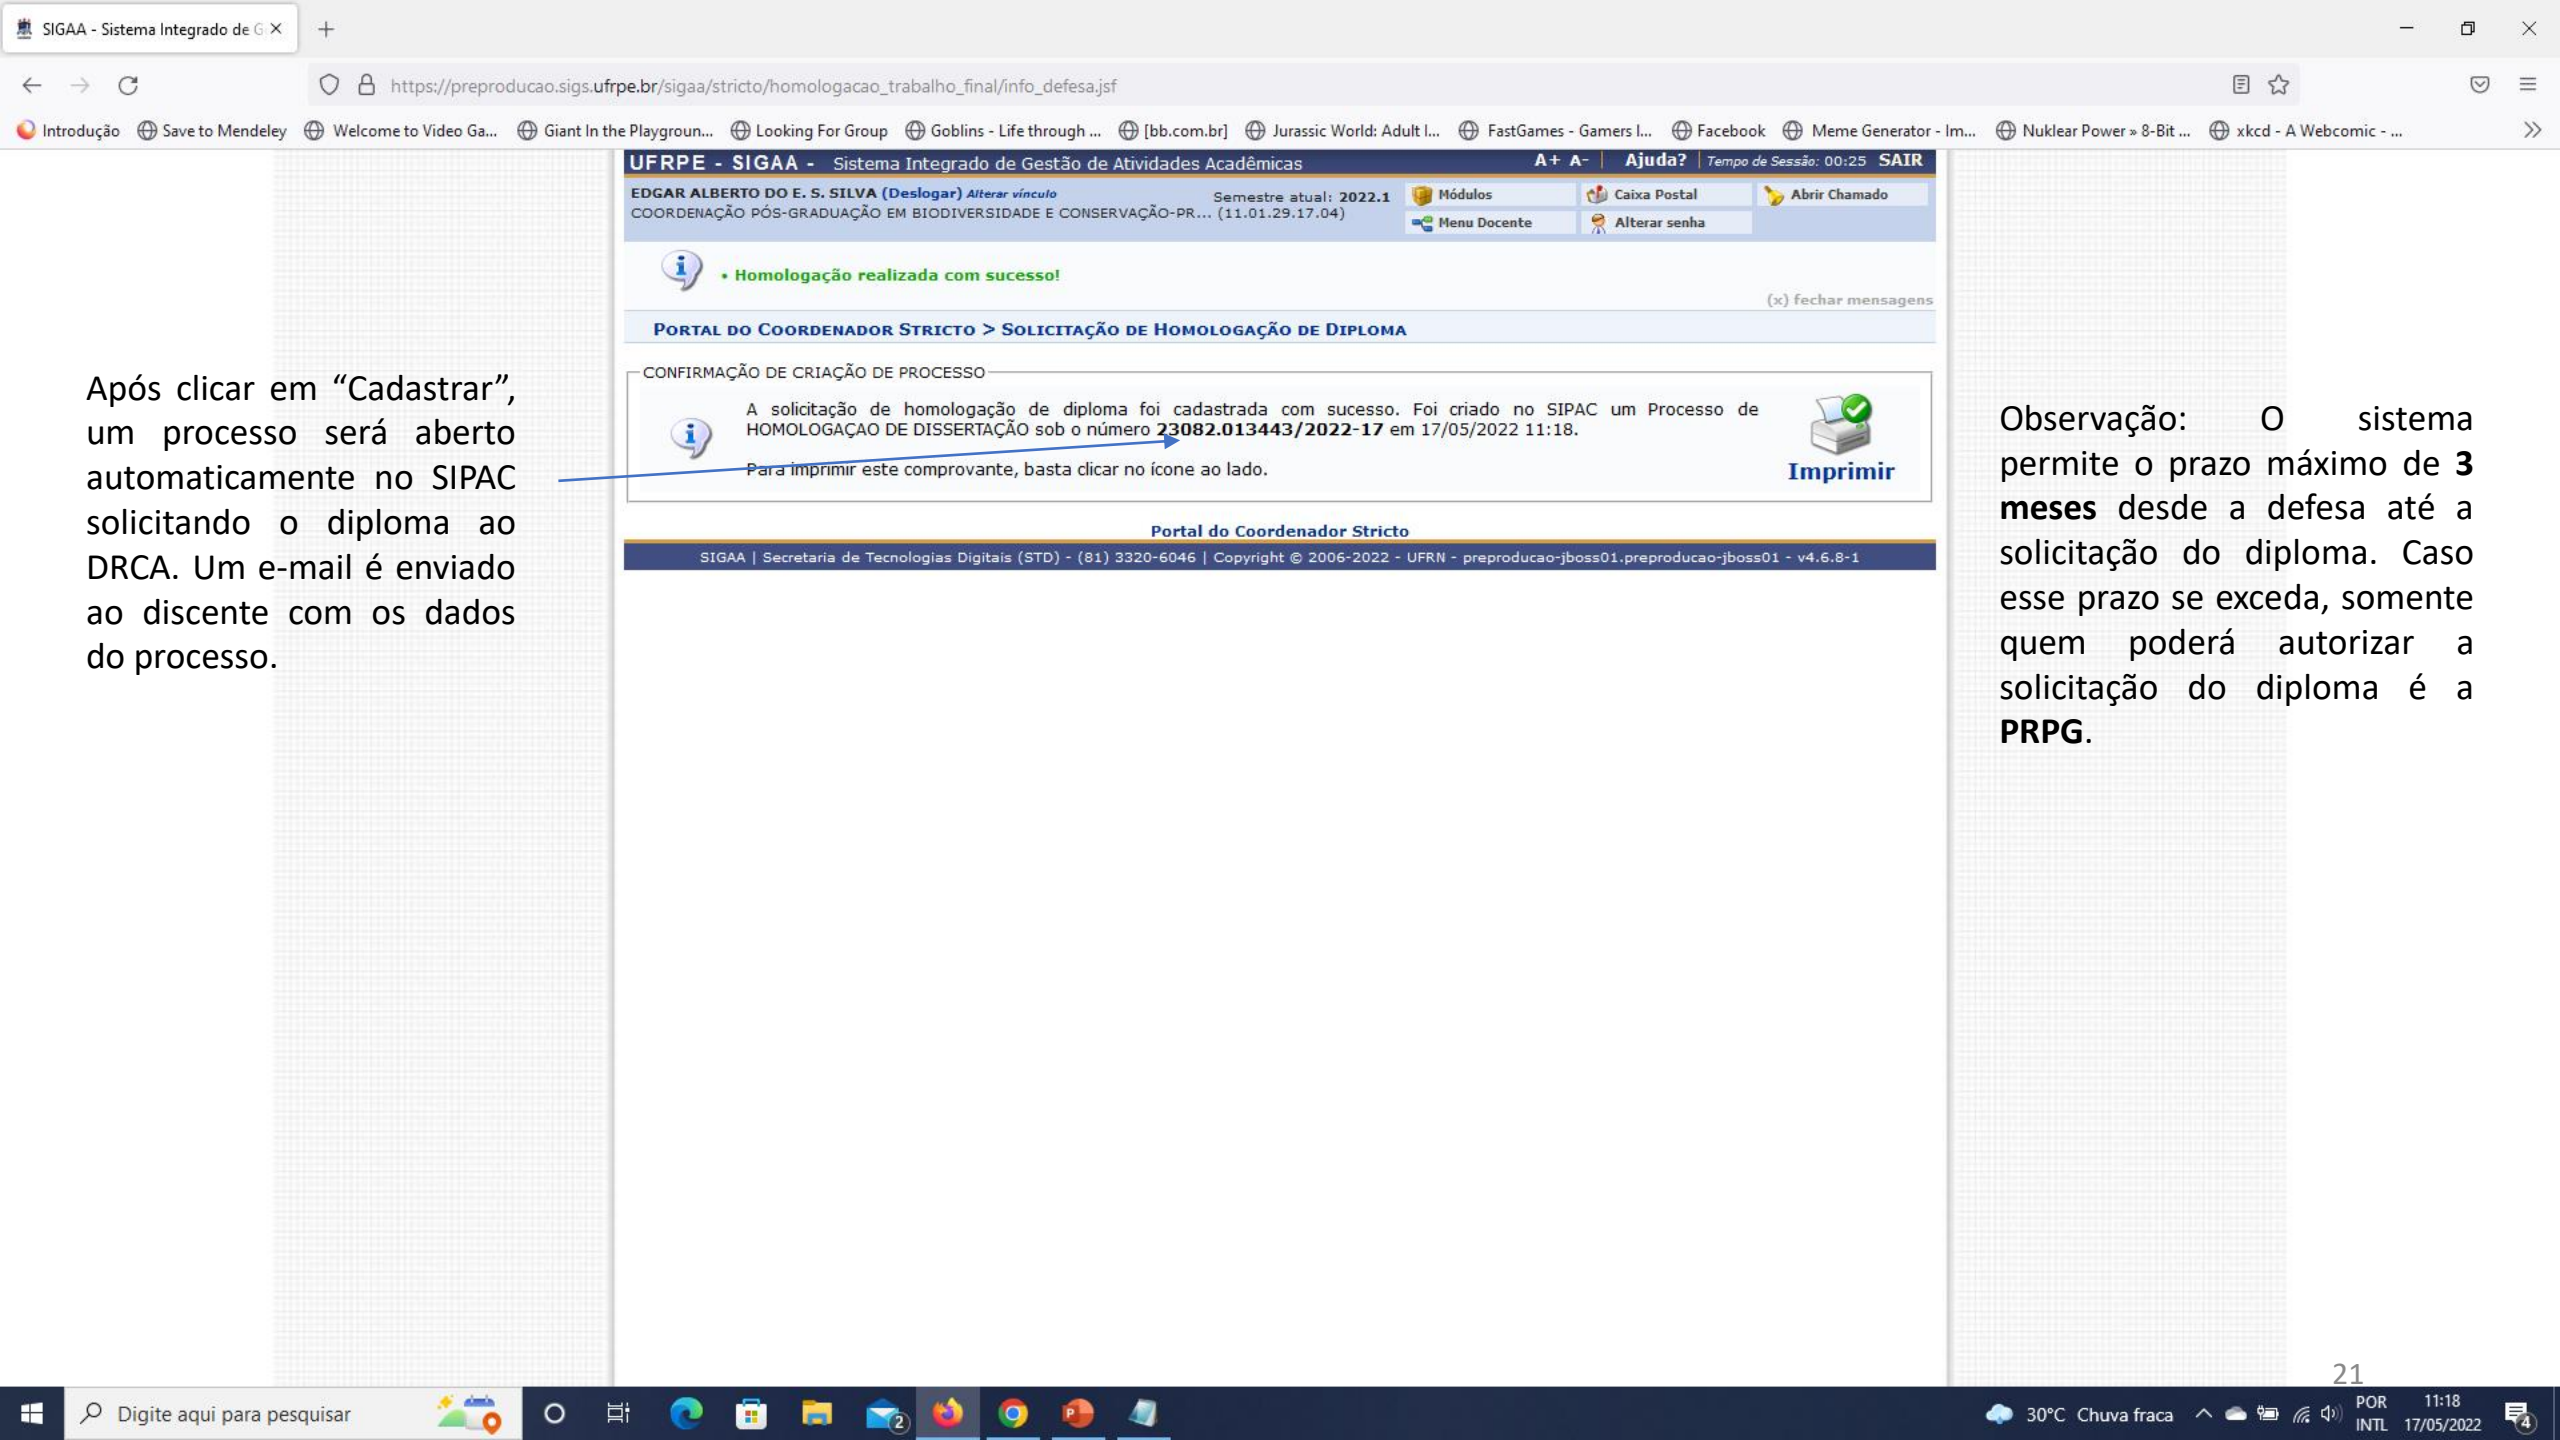 SIGAA - Sistema Integrado de G
https://preproducao.sigs.ufrpe.br/sigaa/stricto/homologacao_trabalho_final/info_defesa.jsf
Introdução Save to Mendeley Welcome to Video Ga... Giant In the Playgroun... Looking For Group Goblins - Life through ... [bb.com.br] Jurassic World: Adult I... FastGames - Gamers I... Facebook Meme Generator - Im... Nuklear Power » 8-Bit ... xkcd - A Webcomic - ...
UFRPE - SIGAA - Sistema Integrado de Gestão de Atividades Acadêmicas A+ A- | Ajuda? | Tempo de Sessão: 00:25 SAIR
EDGAR ALBERTO DO E. S. SILVA (Deslogar) Alterar vínculo
COORDENAÇÃO PÓS-GRADUAÇÃO EM BIODIVERSIDADE E CONSERVAÇÃO-PR... (11.01.29.17.04)
Semestre atual: 2022.1
Módulos Caixa Postal Abrir Chamado
Menu Docente Alterar senha
• Homologação realizada com sucesso!
(x) fechar mensagens
PORTAL DO COORDENADOR STRICTO > SOLICITAÇÃO DE HOMOLOGAÇÃO DE DIPLOMA
CONFIRMAÇÃO DE CRIAÇÃO DE PROCESSO
A solicitação de homologação de diploma foi cadastrada com sucesso. Foi criado no SIPAC um Processo de
HOMOLOGAÇAO DE DISSERTAÇÃO sob o número 23082.013443/2022-17 em 17/05/2022 11:18.
Para imprimir este comprovante, basta clicar no ícone ao lado.
Imprimir
Portal do Coordenador Stricto
SIGAA | Secretaria de Tecnologias Digitais (STD) - (81) 3320-6046 | Copyright © 2006-2022 - UFRN - preproducao-jboss01.preproducao-jboss01 - v4.6.8-1
Após clicar em “Cadastrar”,
um processo será aberto
automaticamente no SIPAC
solicitando o diploma ao
DRCA. Um e-mail é enviado
ao discente com os dados
do processo.
Observação: O sistema
permite o prazo máximo de 3
meses desde a defesa até a
solicitação do diploma. Caso
esse prazo se exceda, somente
quem poderá autorizar a
solicitação do diploma é a
PRPG.
21
Digite aqui para pesquisar
2
30°C Chuva fraca
POR
INTL
11:18
17/05/2022
4